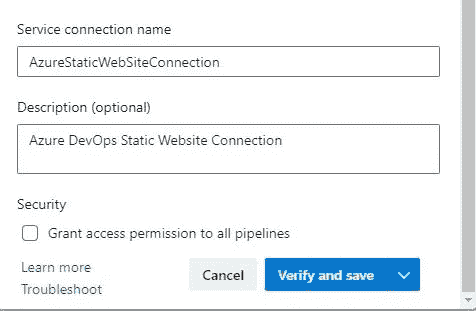 Service connection name
AzureStaticWebSiteConnection
Description (optional)
Azure DevOps Static Website Connection
Security
Grant access permission to all pipelines
Learn more
Troubleshoot
Cancel
Verify and save